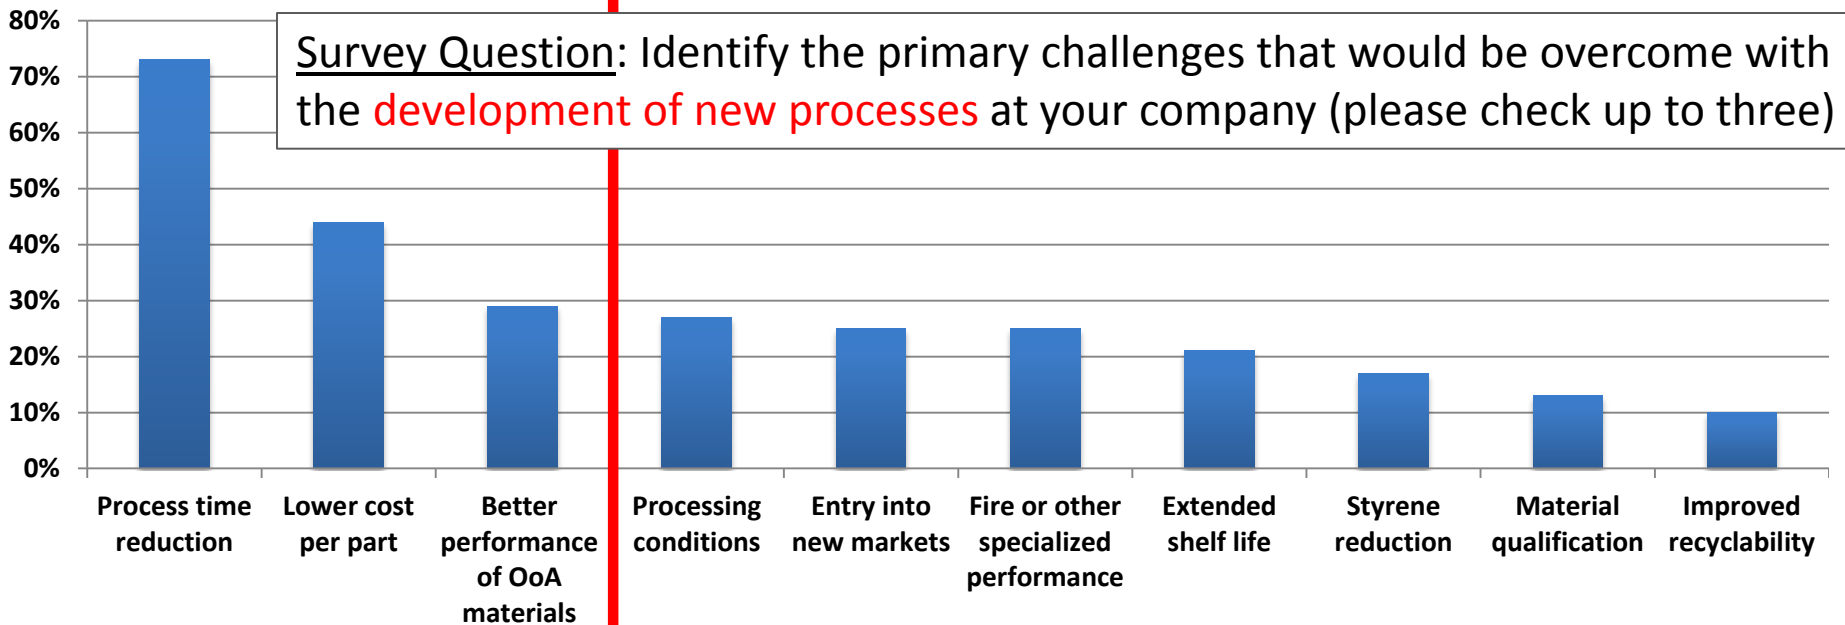 Survey Question: Identify the primary challenges that would be overcome with
the development of new processes at your company (please check up to three)
80%
70%
60%
50%
40%
30%
20%
10%
0%
Process time
reduction
Lower cost
per part
Better
performance
of OoA
materials
Processing
conditions
Entry into
new markets
Fire or other
specialized
performance
Extended
shelf life
Styrene
reduction
Material
qualification
Improved
recyclability